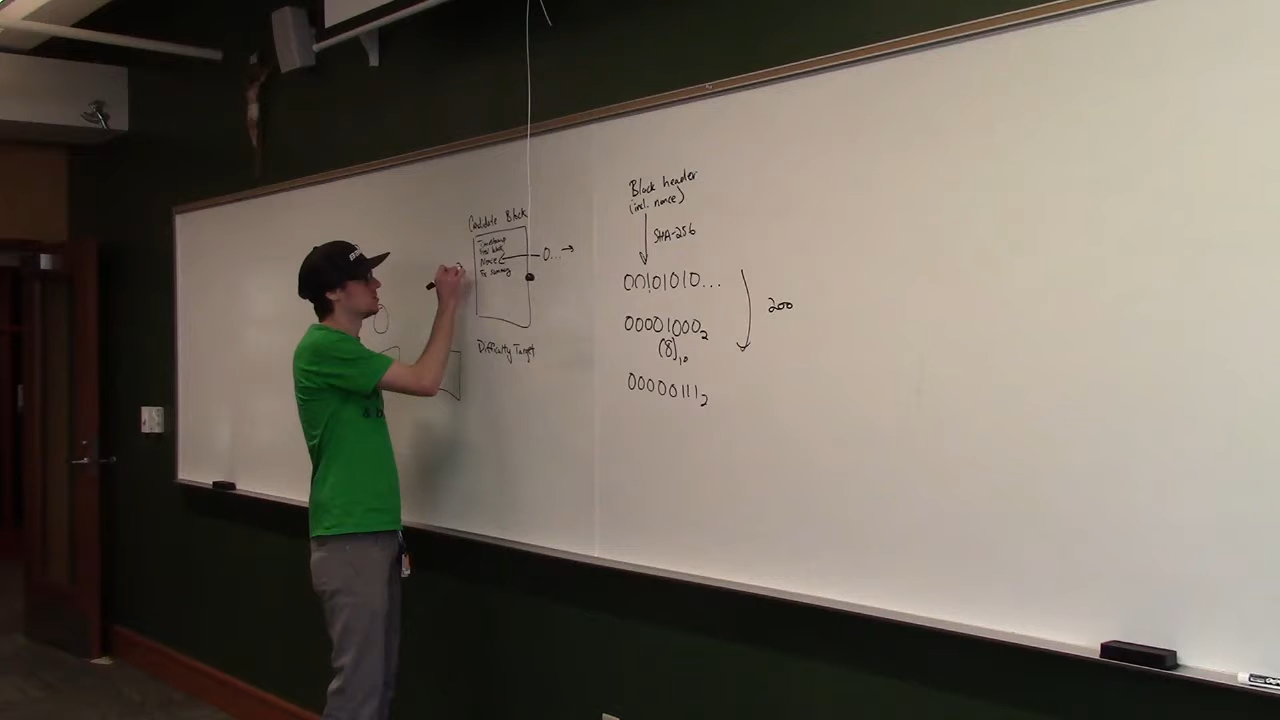 Candidate Block
Timestamp
Prev block
Nonce
Tx summary
0... →
Difficulty Target
Block header
(incl. nonce)
SHA-256
00101010...
00001000₂
(8)₁₀
00000111₂
200